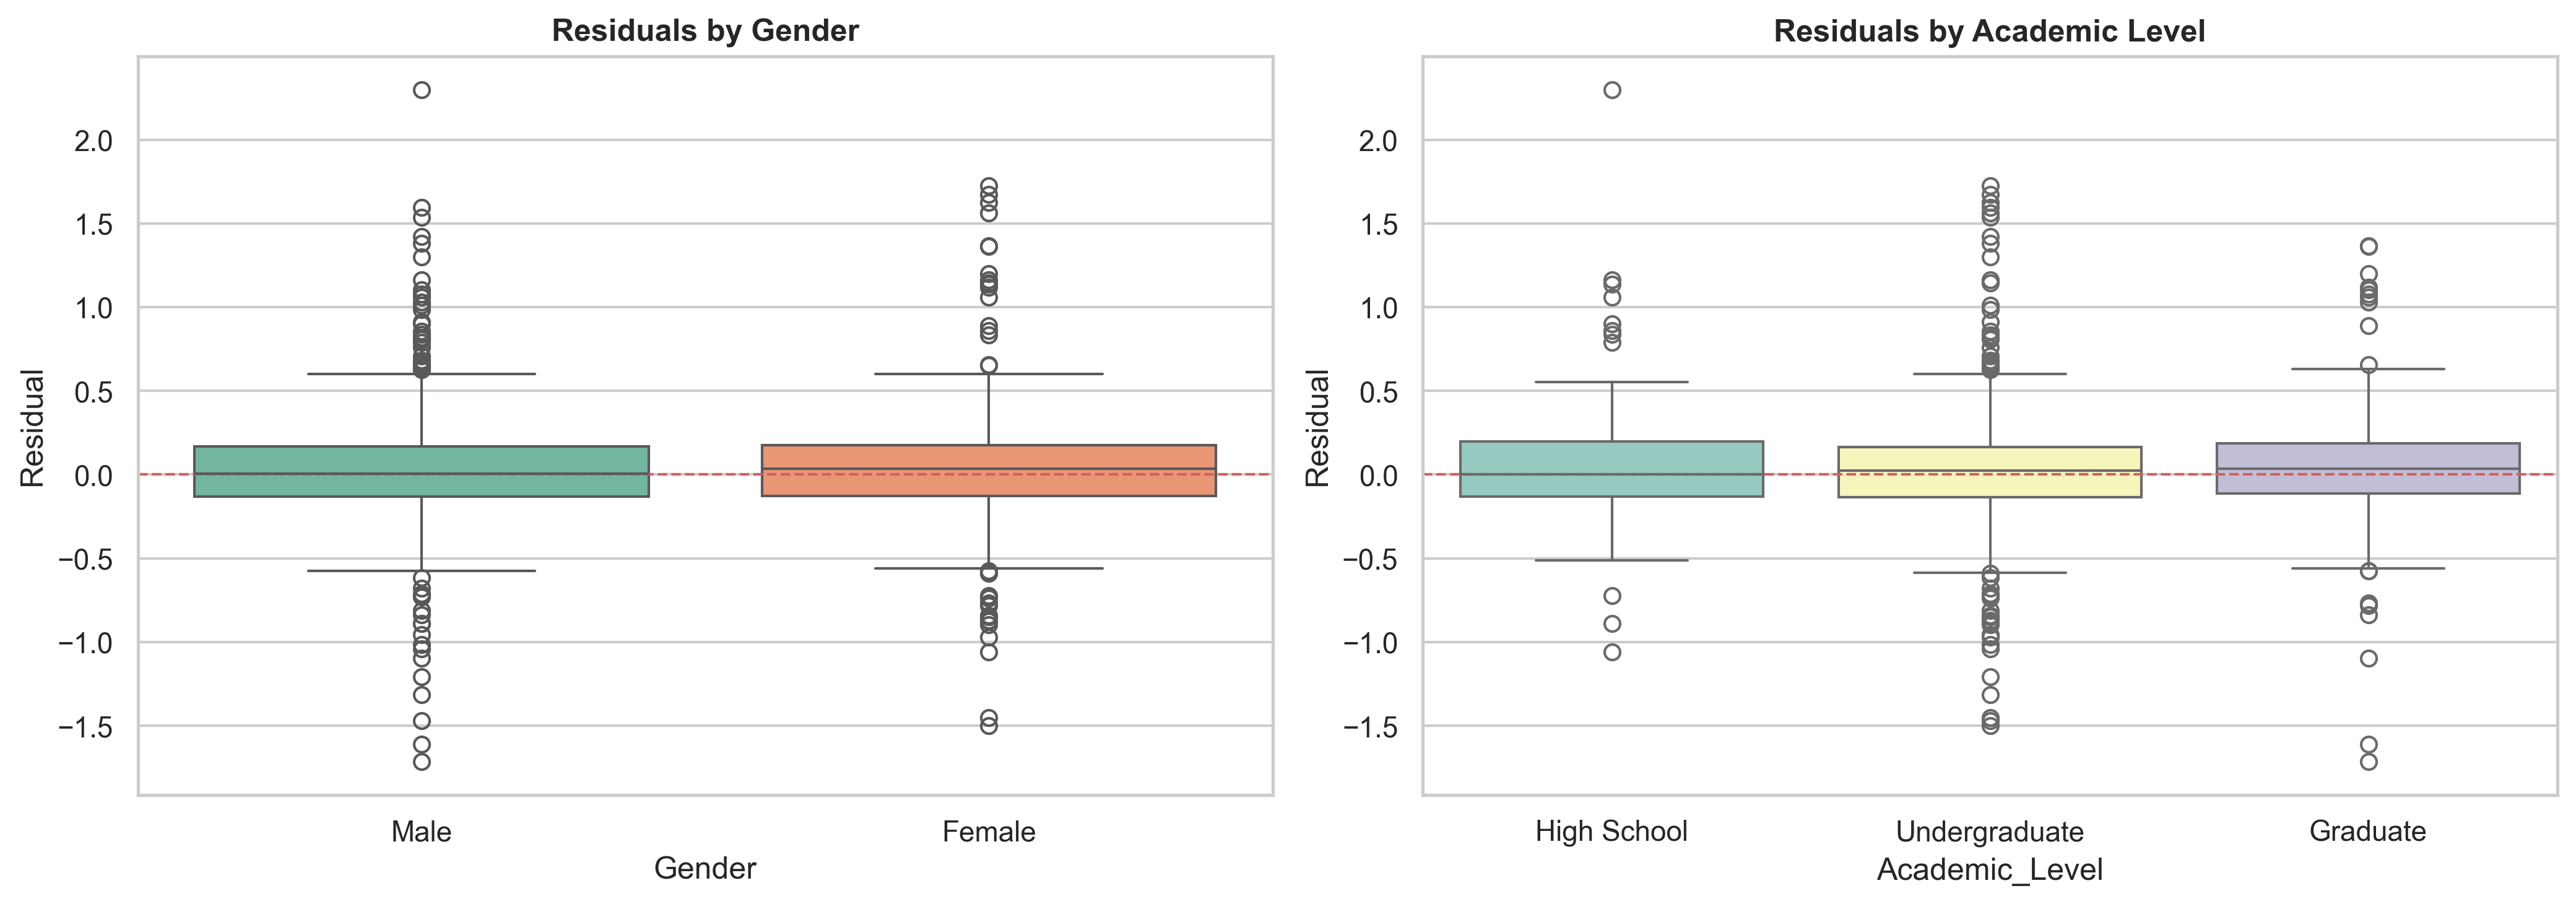 Residuals by Gender
Residual
2.0
1.5
1.0
0.5
0.0
−0.5
−1.0
−1.5
Male
Female
Gender
Residuals by Academic Level
Residual
2.0
1.5
1.0
0.5
0.0
−0.5
−1.0
−1.5
High School
Undergraduate
Graduate
Academic_Level